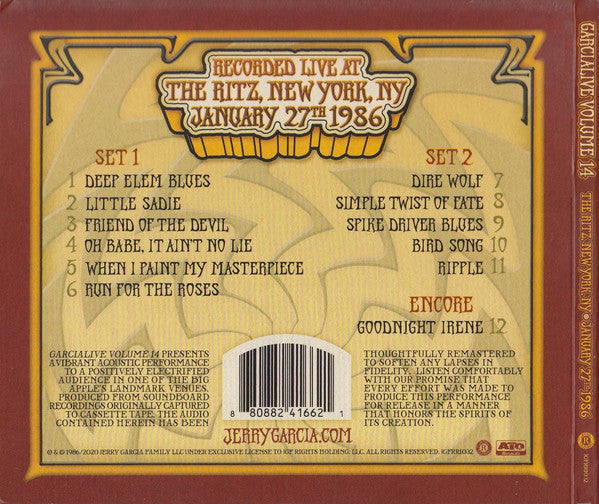 RECORDED LIVE AT
THE RITZ, NEW YORK, NY
JANUARY 27TH 1986
SET 1
1 DEEP ELEM BLUES
2 LITTLE SADIE
3 FRIEND OF THE DEVIL
4 OH BABE, IT AIN'T NO LIE
5 WHEN I PAINT MY MASTERPIECE
6 RUN FOR THE ROSES
SET 2
DIRE WOLF 7
SIMPLE TWIST OF FATE 8
SPIKE DRIVER BLUES 9
BIRD SONG 10
RIPPLE 11
ENCORE
GOODNIGHT IRENE 12
GARCIALIVE VOLUME 14 PRESENTS
A VIBRANT ACOUSTIC PERFORMANCE
TO A POSITIVELY ELECTRIFIED
AUDIENCE IN ONE OF THE BIG
APPLE'S LANDMARK VENUES.
PRODUCED FROM SOUNDBOARD
RECORDINGS ORIGINALLY CAPTURED
TO CASSETTE TAPE. THE AUDIO
CONTAINED HEREIN HAS BEEN
8 80882 41662 1
JERRYGARCIA.COM
THOUGHTFULLY REMASTERED
TO SOFTEN ANY LAPSES IN
FIDELITY. LISTEN COMFORTABLY
WITH OUR PROMISE THAT
EVERY EFFORT WAS MADE TO
PRODUCE THIS PERFORMANCE
FOR RELEASE IN A MANNER
THAT HONORS THE SPIRITS OF
ITS CREATION.
℗ & © 1986/2020 JERRY GARCIA FAMILY LLC UNDER EXCLUSIVE LICENSE TO IGF RIGHTS HOLDING, LLC. ALL RIGHTS RESERVED. JGFRR1032
R
ATO
GARCIALIVE VOLUME 14 THE RITZ, NEW YORK, NY • JANUARY 27TH 1986
R